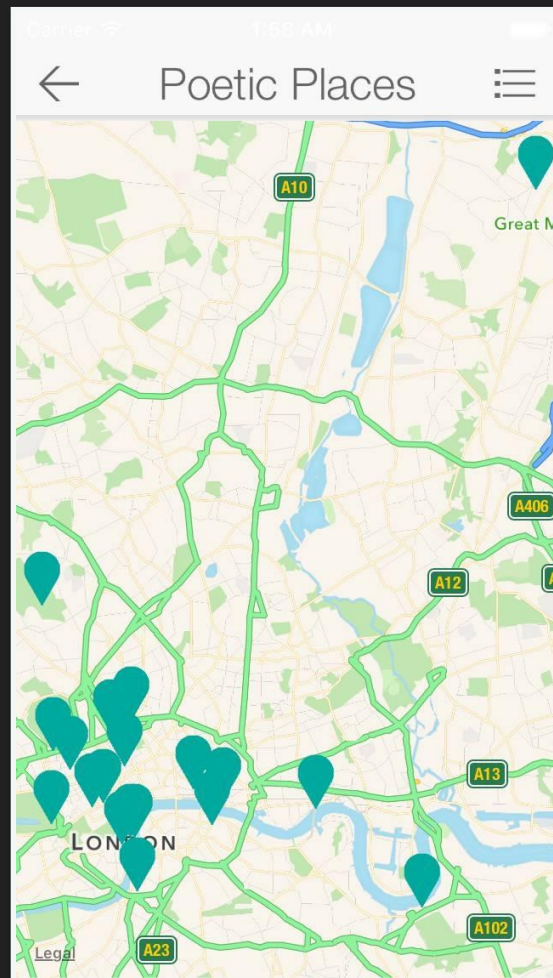 Carrier 1:58 AM
Poetic Places
A10
Great M
A406
A12
A
A13
LONDON
A102
Legal
A23